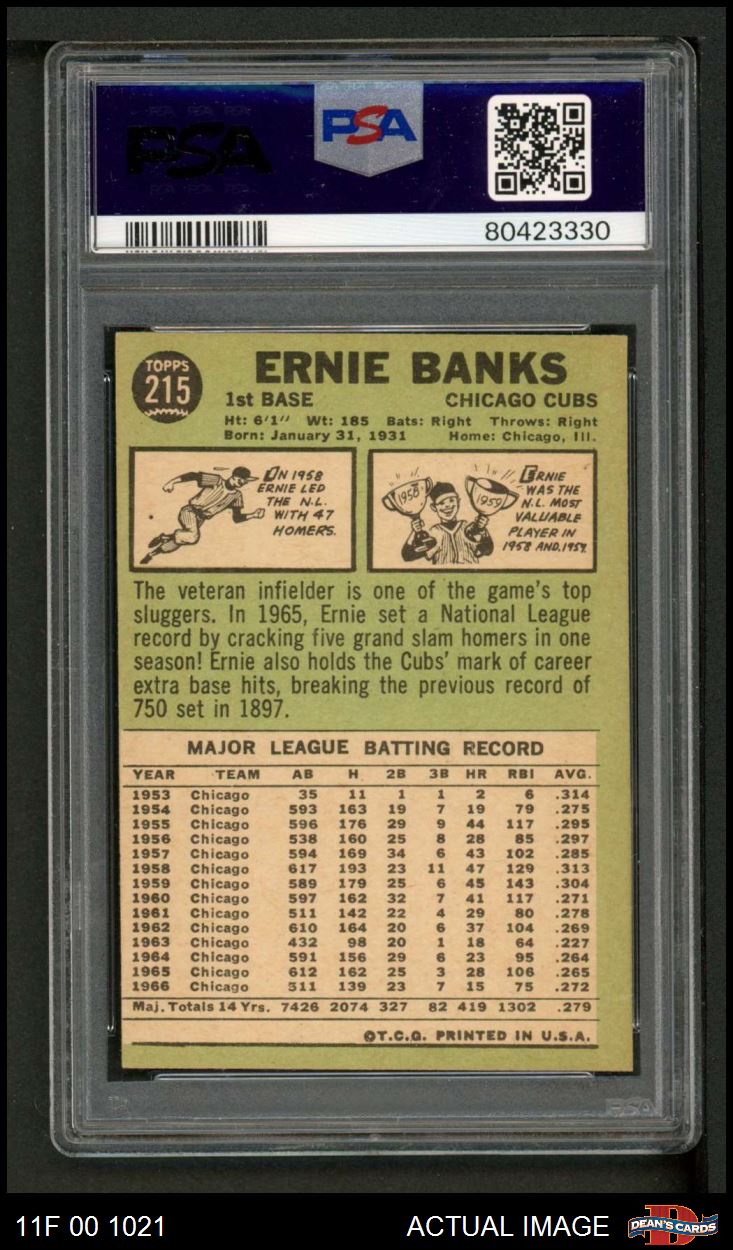 PSA
PSA
80423330
TOPPS
215
ERNIE BANKS
1st BASE CHICAGO CUBS
Ht: 6'1" Wt: 185 Bats: Right Throws: Right
Born: January 31, 1931 Home: Chicago, Ill.
IN 1958
ERNIE LED
THE N.L.
WITH 47
HOMERS.
1958
1959
ERNIE
WAS THE
N.L. MOST
VALUABLE
PLAYER IN
1958 AND 1959.
The veteran infielder is one of the game's top
sluggers. In 1965, Ernie set a National League
record by cracking five grand slam homers in one
season! Ernie also holds the Cubs' mark of career
extra base hits, breaking the previous record of
750 set in 1897.
MAJOR LEAGUE BATTING RECORD
YEAR TEAM AB H 2B 3B HR RBI AVG.
1953 Chicago 35 11 1 1 2 6 .314
1954 Chicago 593 163 19 7 19 79 .275
1955 Chicago 596 176 29 9 44 117 .295
1956 Chicago 538 160 25 8 28 85 .297
1957 Chicago 594 169 34 6 43 102 .285
1958 Chicago 617 193 23 11 47 129 .313
1959 Chicago 589 179 25 6 45 143 .304
1960 Chicago 597 162 32 7 41 117 .271
1961 Chicago 511 142 22 4 29 80 .278
1962 Chicago 610 164 20 6 37 104 .269
1963 Chicago 432 98 20 1 18 64 .227
1964 Chicago 591 156 29 6 23 95 .264
1965 Chicago 612 162 25 3 28 106 .265
1966 Chicago 511 139 23 7 15 75 .272
Maj. Totals 14 Yrs. 7426 2074 327 82 419 1302 .279
©T.C.G. PRINTED IN U.S.A.
PSA
11F 00 1021 ACTUAL IMAGE DEAN'S CARDS